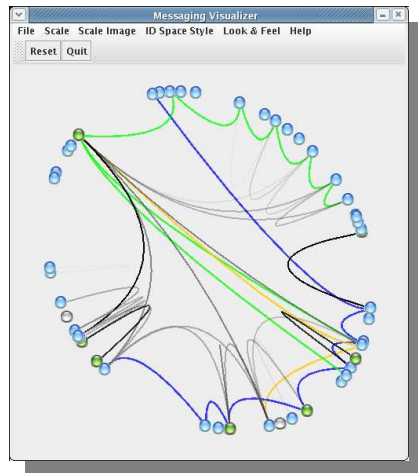 Messaging Visualizer
File Scale Scale Image ID Space Style Look & Feel Help
Reset Quit